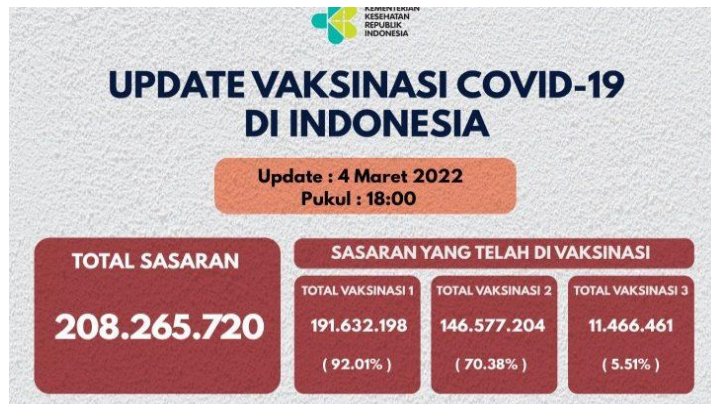 KEMENTERIAN
KESEHATAN
REPUBLIK
INDONESIA
UPDATE VAKSINASI COVID-19
DI INDONESIA
Update : 4 Maret 2022
Pukul : 18:00
TOTAL SASARAN
208.265.720
SASARAN YANG TELAH DI VAKSINASI
TOTAL VAKSINASI 1
191.632.198
( 92.01% )
TOTAL VAKSINASI 2
146.577.204
( 70.38% )
TOTAL VAKSINASI 3
11.466.461
( 5.51% )